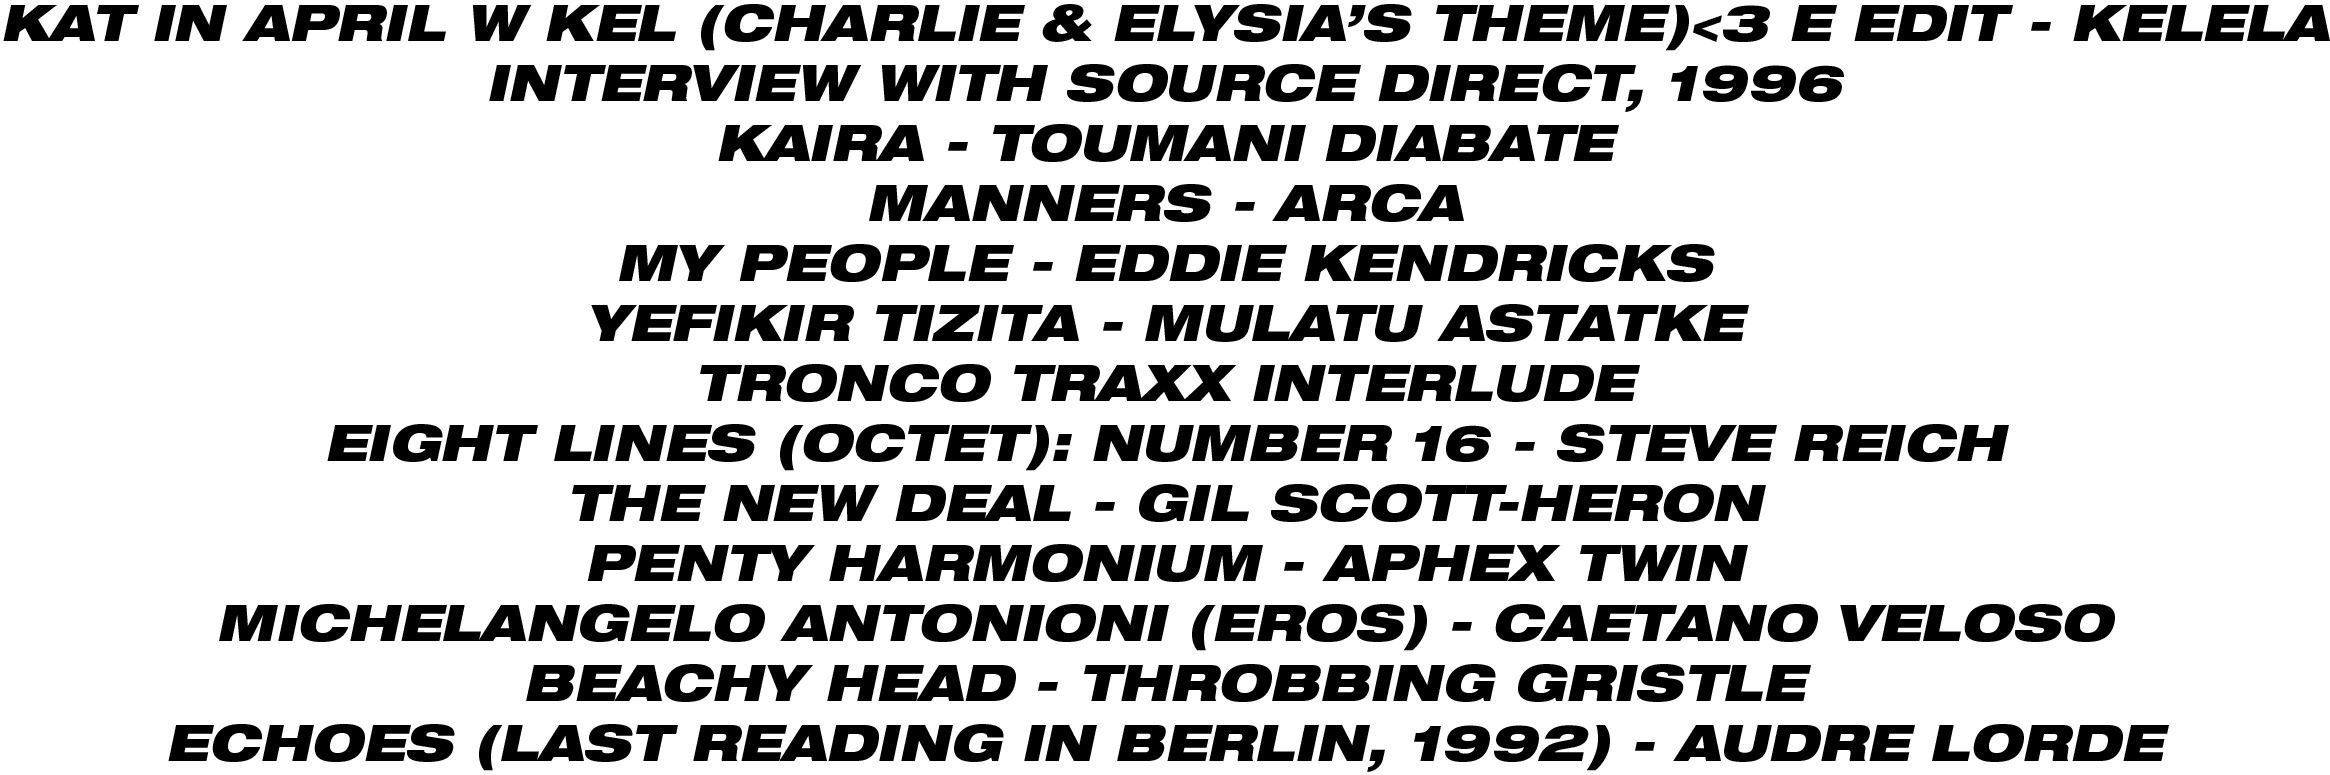 KAT IN APRIL W KEL (CHARLIE & ELYSIA’S THEME)<3 E EDIT - KELELA
INTERVIEW WITH SOURCE DIRECT, 1996
KAIRA - TOUMANI DIABATE
MANNERS - ARCA
MY PEOPLE - EDDIE KENDRICKS
YEFIKIR TIZITA - MULATU ASTATKE
TRONCO TRAXX INTERLUDE
EIGHT LINES (OCTET): NUMBER 16 - STEVE REICH
THE NEW DEAL - GIL SCOTT-HERON
PENTY HARMONIUM - APHEX TWIN
MICHELANGELO ANTONIONI (EROS) - CAETANO VELOSO
BEACHY HEAD - THROBBING GRISTLE
ECHOES (LAST READING IN BERLIN, 1992) - AUDRE LORDE